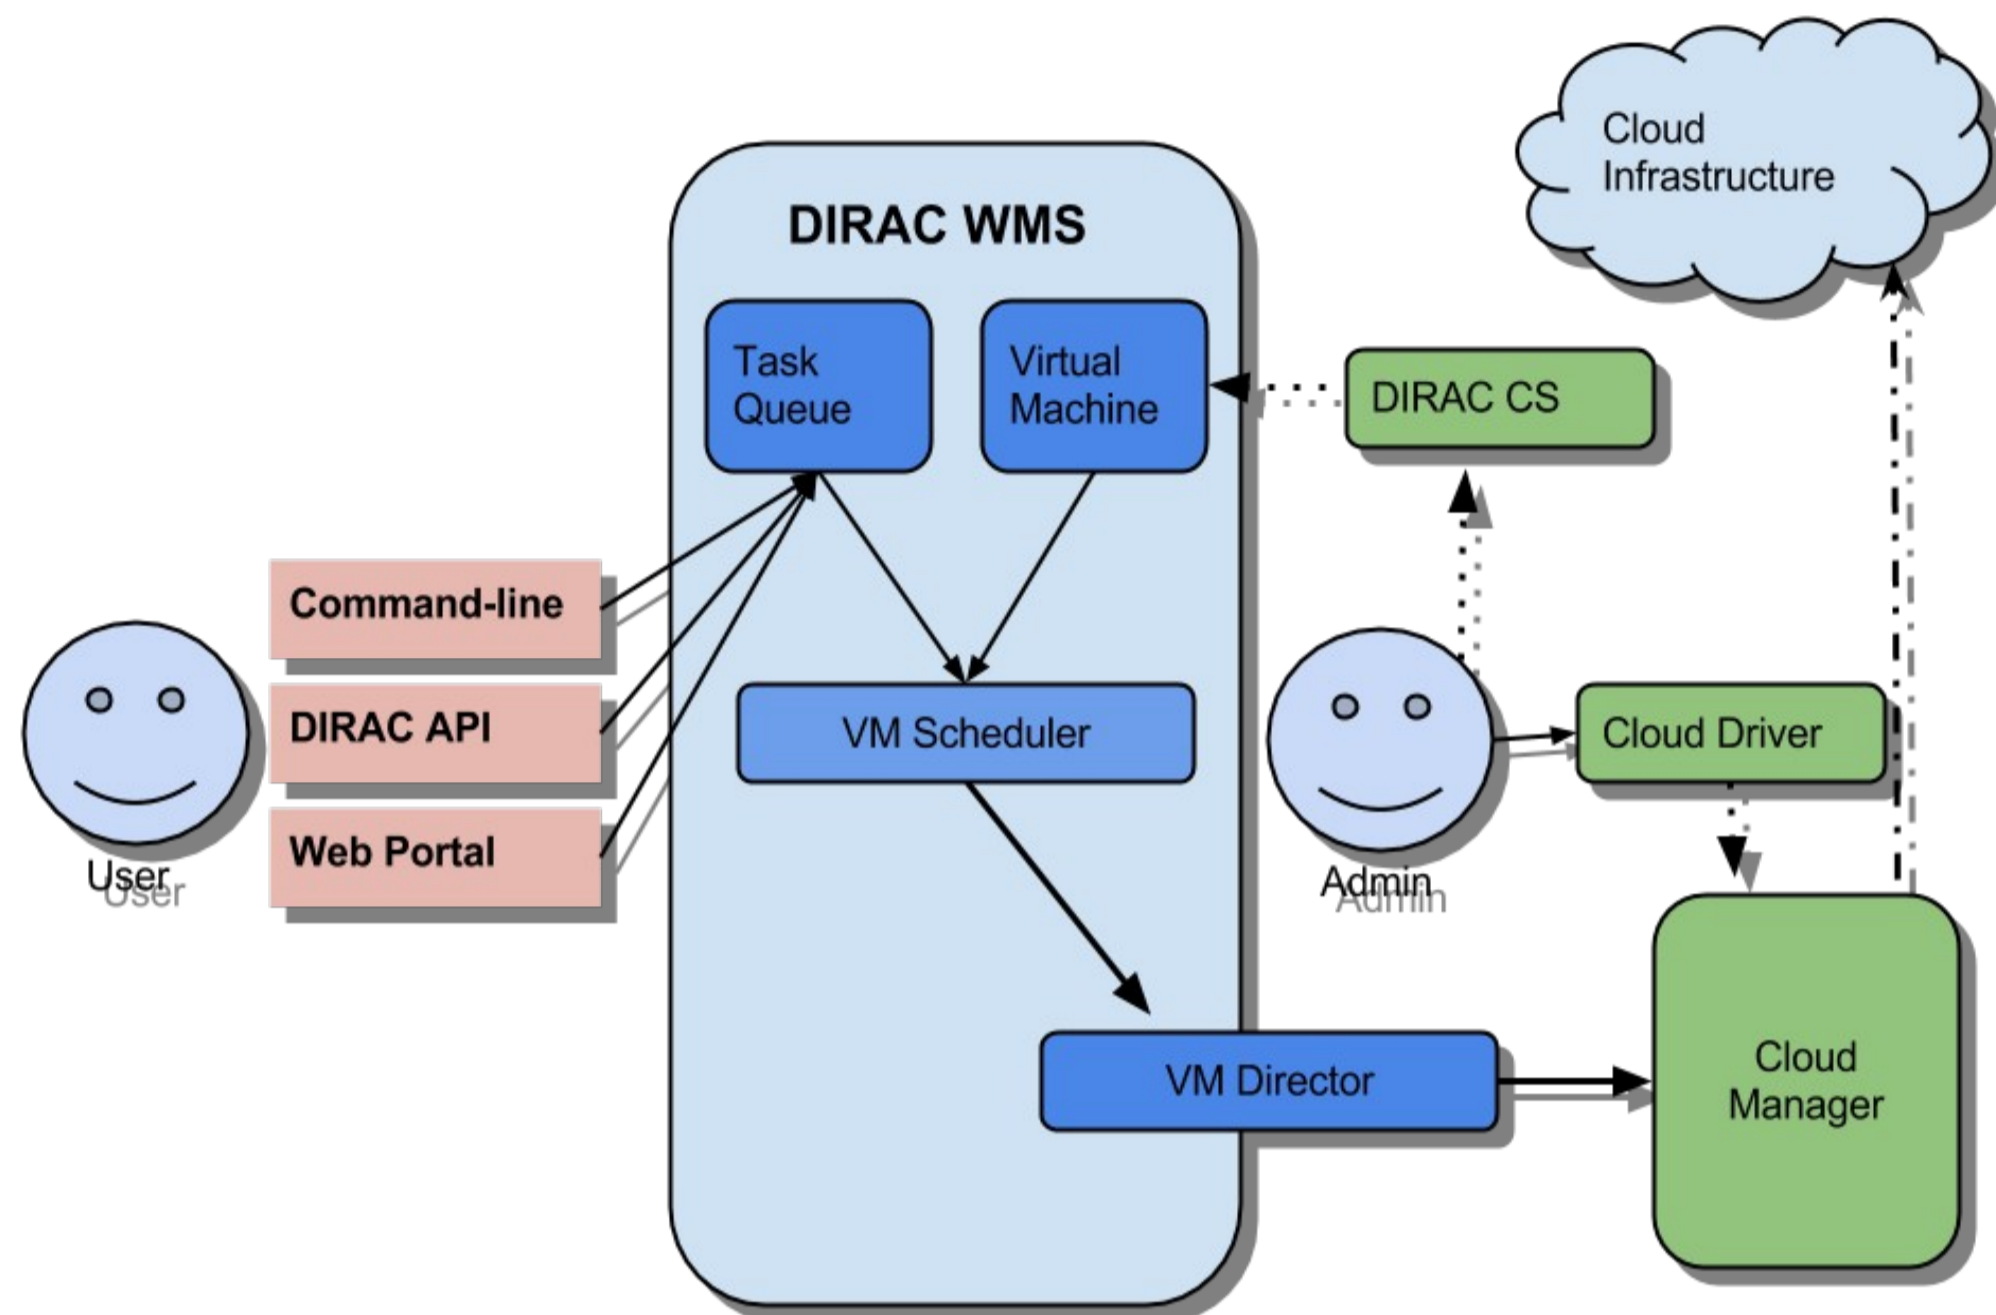 Cloud
Infrastructure
DIRAC WMS
Task
Queue
Virtual
Machine
DIRAC CS
Command-line
DIRAC API
Web Portal
User
VM Scheduler
Admin
Cloud Driver
VM Director
Cloud
Manager